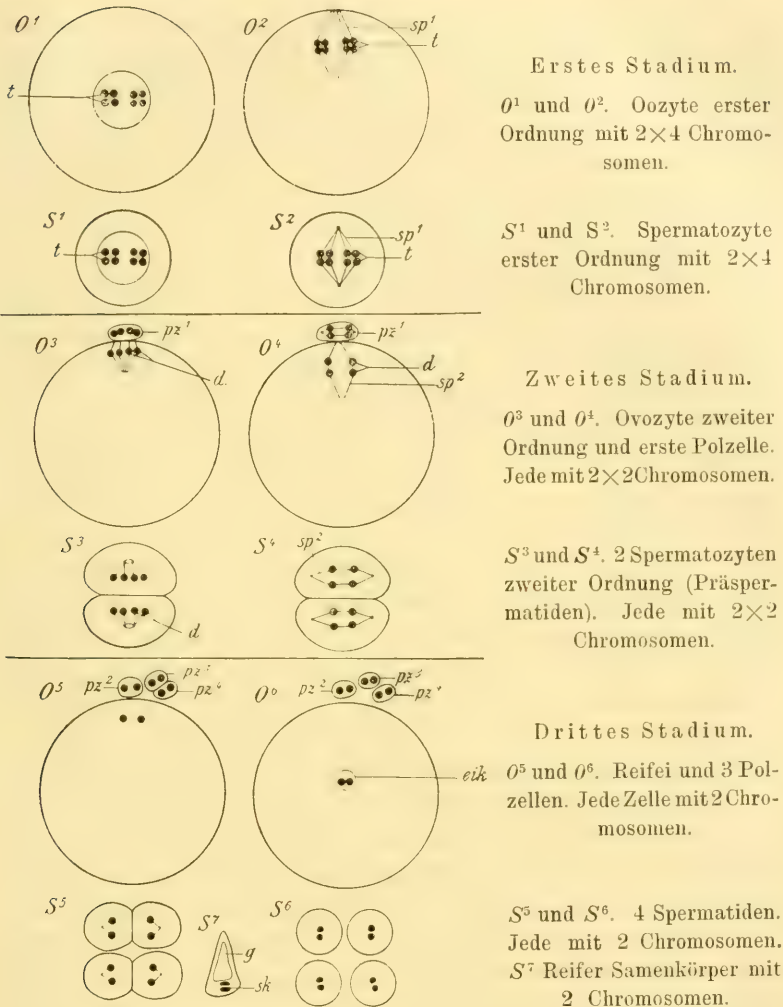 O¹
O²
sp¹
t
t
S¹
S²
sp¹
t
t
Erstes Stadium.
O¹ und O². Oozyte erster
Ordnung mit 2×4 Chromo-
somen.
S¹ und S². Spermatozyte
erster Ordnung mit 2×4
Chromosomen.
O³
pz¹
d.
O⁴
pz¹
d
sp²
S³
d
S⁴
sp²
Zweites Stadium.
O³ und O⁴. Ovozyte zweiter
Ordnung und erste Polzelle.
Jede mit 2×2 Chromosomen.
S³ und S⁴. 2 Spermatozyten
zweiter Ordnung (Präsper-
matiden). Jede mit 2×2
Chromosomen.
O⁵
pz²
pz³
pz⁴
O⁶
pz²
pz³
pz⁴
eik
S⁵
S⁷
g
sk
S⁶
Drittes Stadium.
O⁵ und O⁶. Reifei und 3 Pol-
zellen. Jede Zelle mit 2 Chro-
mosomen.
S⁵ und S⁶. 4 Spermatiden.
Jede mit 2 Chromosomen.
S⁷ Reifer Samenkörper mit
2 Chromosomen.